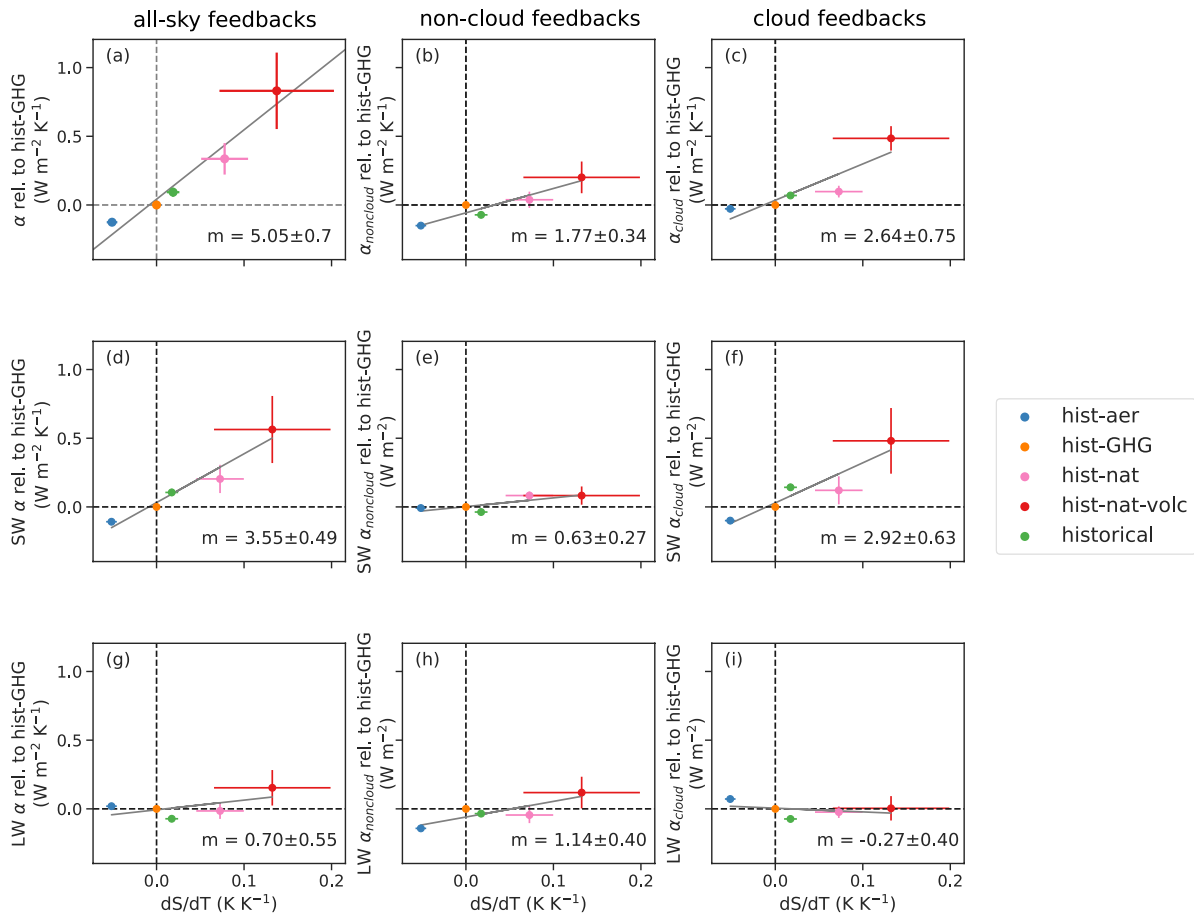 all-sky feedbacks
non-cloud feedbacks
cloud feedbacks
α rel. to hist-GHG
(W m⁻² K⁻¹)
1.0
0.5
0.0
(a)
m = 5.05±0.7
α_noncloud rel. to hist-GHG
(W m⁻² K⁻¹)
(b)
m = 1.77±0.34
α_cloud rel. to hist-GHG
(W m⁻² K⁻¹)
(c)
m = 2.64±0.75
SW α rel. to hist-GHG
(W m⁻² K⁻¹)
1.0
0.5
0.0
(d)
m = 3.55±0.49
SW α_noncloud rel. to hist-GHG
(W m⁻²)
(e)
m = 0.63±0.27
SW α_cloud rel. to hist-GHG
(W m⁻²)
(f)
m = 2.92±0.63
hist-aer
hist-GHG
hist-nat
hist-nat-volc
historical
LW α rel. to hist-GHG
(W m⁻² K⁻¹)
1.0
0.5
0.0
(g)
m = 0.70±0.55
0.0 0.1 0.2
dS/dT (K K⁻¹)
LW α_noncloud rel. to hist-GHG
(W m⁻²)
(h)
m = 1.14±0.40
0.0 0.1 0.2
dS/dT (K K⁻¹)
LW α_cloud rel. to hist-GHG
(W m⁻²)
(i)
m = -0.27±0.40
0.0 0.1 0.2
dS/dT (K K⁻¹)